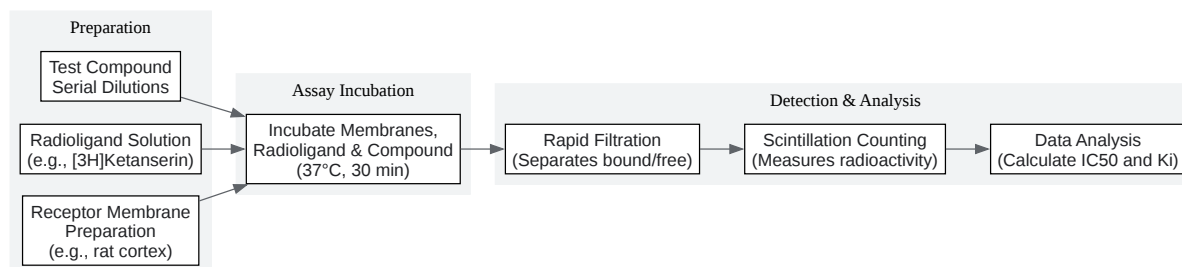 Preparation
Test Compound
Serial Dilutions
Radioligand Solution
(e.g., [3H]Ketanserin)
Receptor Membrane
Preparation
(e.g., rat cortex)
Assay Incubation
Incubate Membranes,
Radioligand & Compound
(37°C, 30 min)
Detection & Analysis
Rapid Filtration
(Separates bound/free)
Scintillation Counting
(Measures radioactivity)
Data Analysis
(Calculate IC50 and Ki)